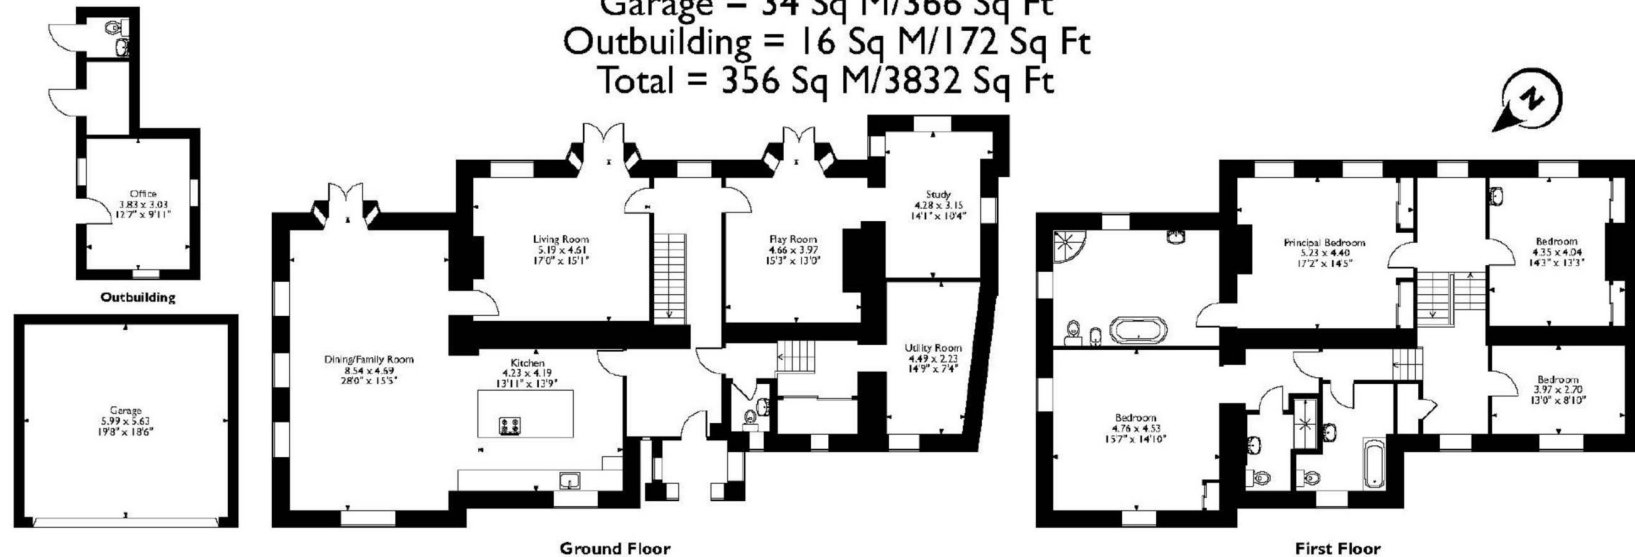 Garage = 34 Sq M/366 Sq Ft
Outbuilding = 16 Sq M/172 Sq Ft
Total = 356 Sq M/3832 Sq Ft
N
Office
3.83 x 3.03
12'7" x 9'11"
Outbuilding
Garage
5.99 x 5.63
19'8" x 18'6"
Dining/Family Room
8.54 x 4.69
28'0" x 15'5"
Living Room
5.19 x 4.61
17'0" x 15'1"
Kitchen
4.23 x 4.19
13'11" x 13'9"
Play Room
4.66 x 3.97
15'3" x 13'0"
Study
4.28 x 3.15
14'1" x 10'4"
Utility Room
4.49 x 2.23
14'9" x 7'4"
Ground Floor
Principal Bedroom
5.23 x 4.40
17'2" x 14'5"
Bedroom
4.35 x 4.04
14'3" x 13'3"
Bedroom
4.76 x 4.53
15'7" x 14'10"
Bedroom
3.97 x 2.70
13'0" x 8'10"
First Floor